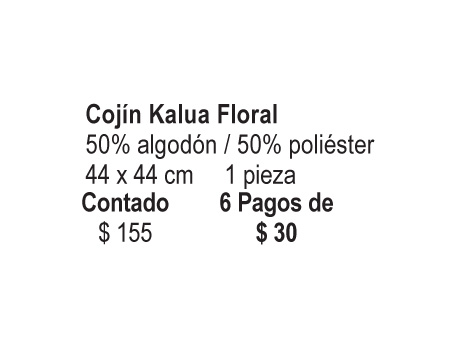 Cojín Kalua Floral
50% algodón / 50% poliéster
44 x 44 cm 1 pieza
Contado 6 Pagos de
$ 155 $ 30